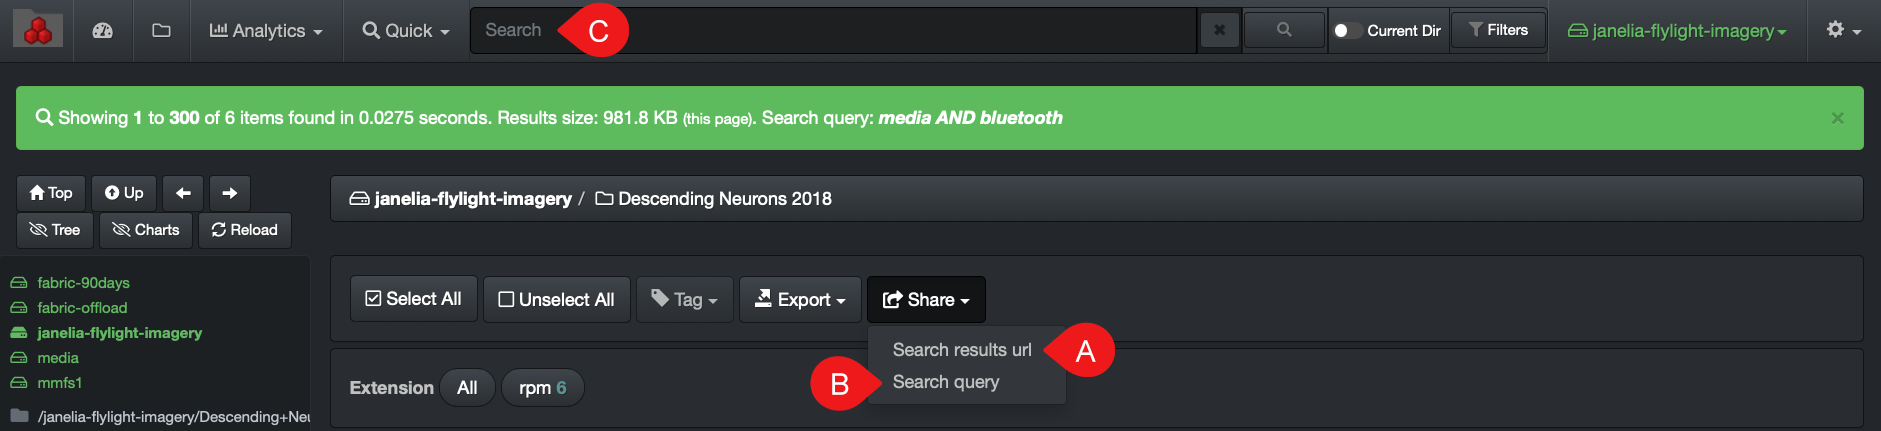 Analytics Quick Search C Current Dir Filters janelia-flylight-imagery
Showing 1 to 300 of 6 items found in 0.0275 seconds. Results size: 981.8 KB (this page). Search query: media AND bluetooth ×
Top Up
janelia-flylight-imagery / Descending Neurons 2018
Tree Charts Reload
fabric-90days
fabric-offload
janelia-flylight-imagery
media
mmfs1
/janelia-flylight-imagery/Descending+Neu
Select All Unselect All Tag Export Share
Search results url A
B Search query
Extension All rpm 6